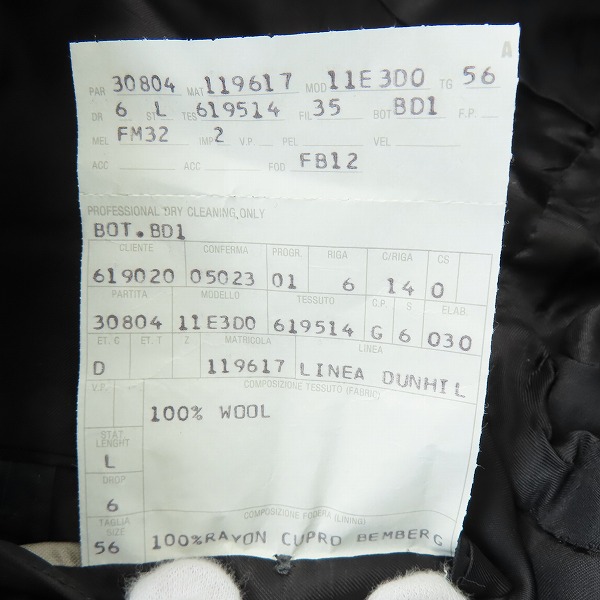 A
PAR 30804 MAT 119617 MOD 11E3D0 TG 56
DR 6 ST L TES 619514 FIL 35 BOT BD1 F.P.
MEL FM32 IMP 2 V.P. PEL VEL
ACC ACC FOD FB12
PROFESSIONAL DRY CLEANING ONLY
BOT.BD1
CLIENTE CONFERMA PROGR. RIGA C/RIGA CS
619020 05023 01 6 14 0
PARTITA MODELLO TESSUTO C.P. S ELAB.
30804 11E3D0 619514 G 6 030
ET. C ET. T Z MATRICOLA LINEA
D 119617 LINEA DUNHIL
V.P. COMPOSIZIONE TESSUTO (FABRIC)
100% WOOL
STAT.
LENGHT
L
DROP
6
TAGLIA COMPOSIZIONE FODERA (LINING)
SIZE
56 100%RAYON CUPRO BEMBERG